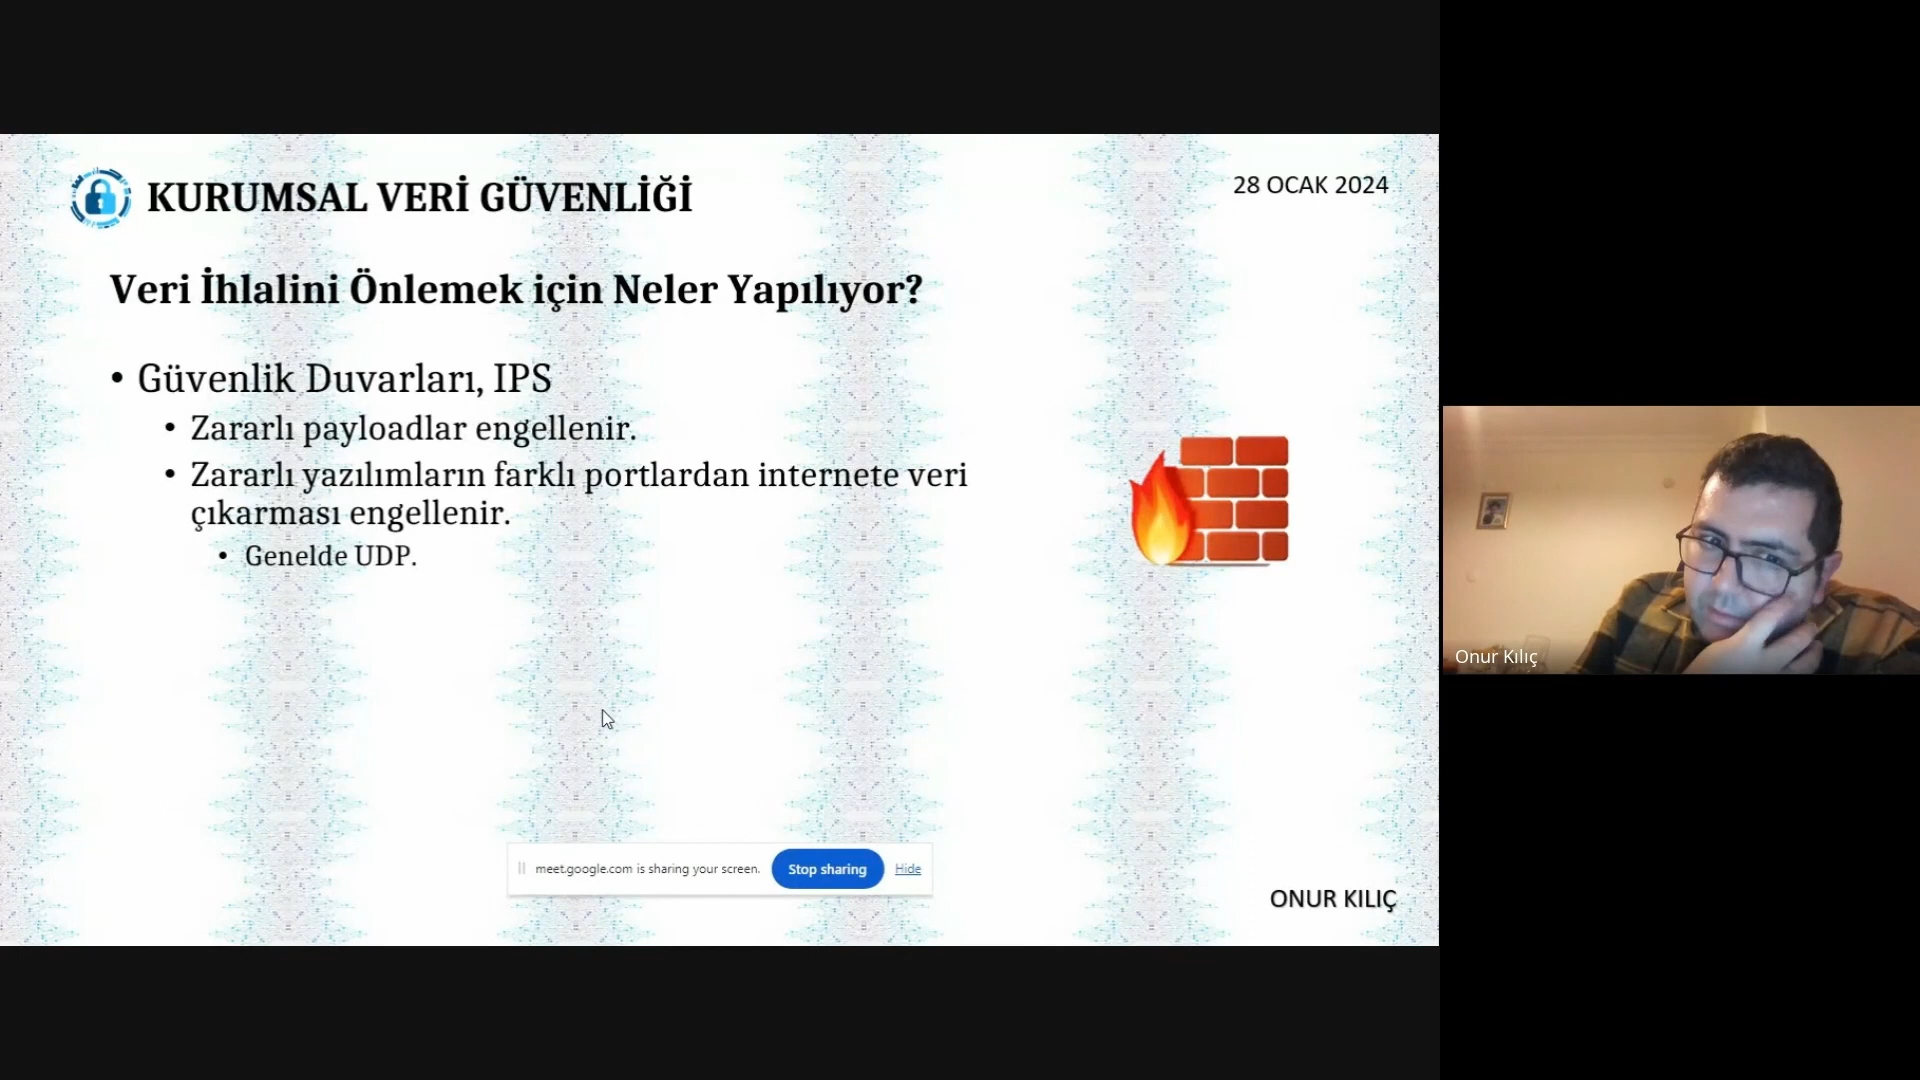 KURUMSAL VERİ GÜVENLİĞİ
28 OCAK 2024
Veri İhlalini Önlemek için Neler Yapılıyor?
• Güvenlik Duvarları, IPS
• Zararlı payloadlar engellenir.
• Zararlı yazılımların farklı portlardan internete veri
çıkarması engellenir.
• Genelde UDP.
Onur Kılıç
meet.google.com is sharing your screen. Stop sharing Hide
ONUR KILIÇ